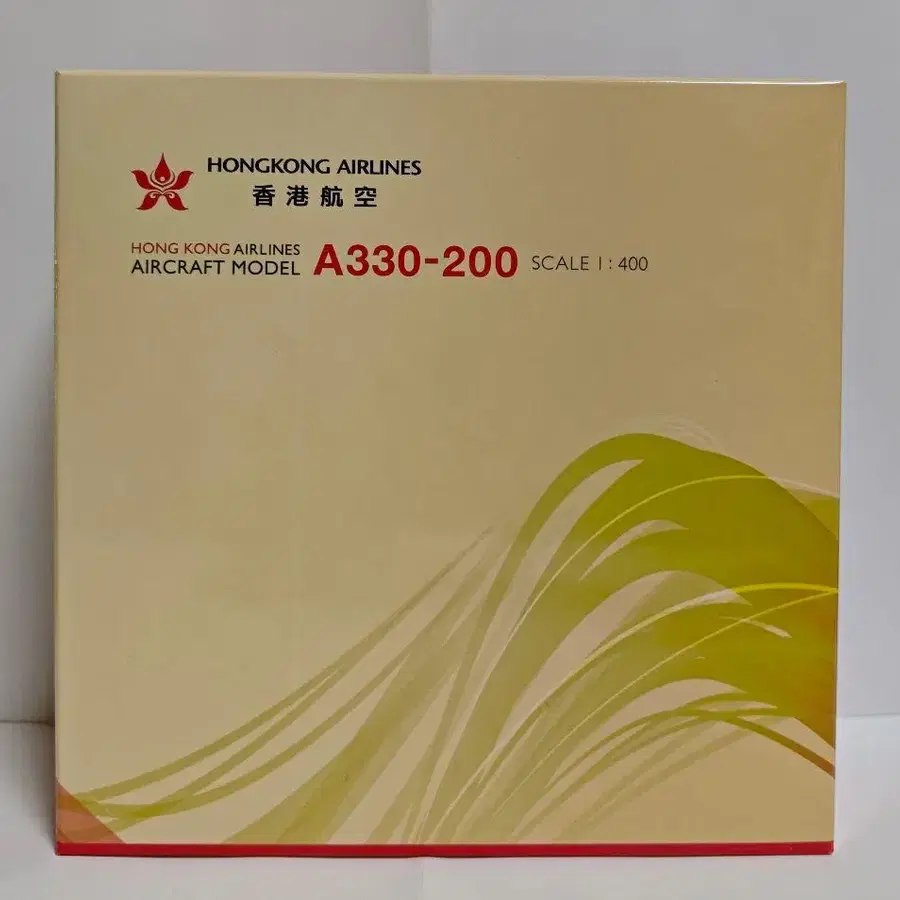 HONGKONG AIRLINES
香港航空
HONG KONG AIRLINES
AIRCRAFT MODEL A330-200 SCALE 1:400